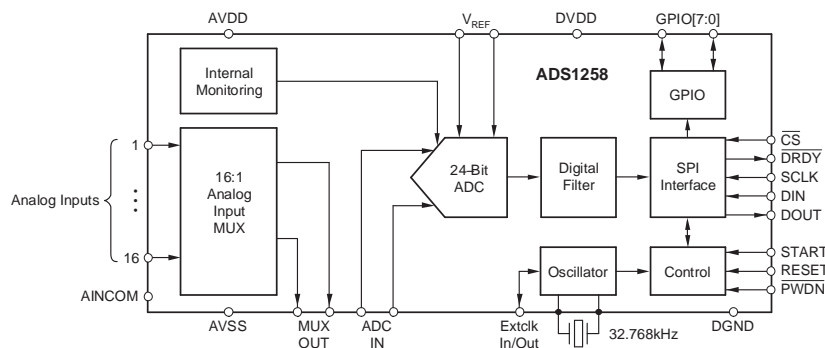 AVDD
VREF
DVDD
GPIO[7:0]
ADS1258
Internal
Monitoring
GPIO
1
Analog Inputs
16
16:1
Analog
Input
MUX
24-Bit
ADC
Digital
Filter
SPI
Interface
CS
DRDY
SCLK
DIN
DOUT
Oscillator
Control
START
RESET
PWDN
AINCOM
AVSS
MUX
OUT
ADC
IN
Extclk
In/Out
32.768kHz
DGND